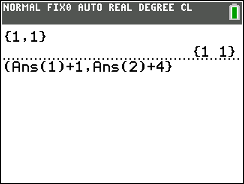 NORMAL FIX0 AUTO REAL DEGREE CL
{1,1}
{1 1}
(Ans(1)+1,Ans(2)+4}